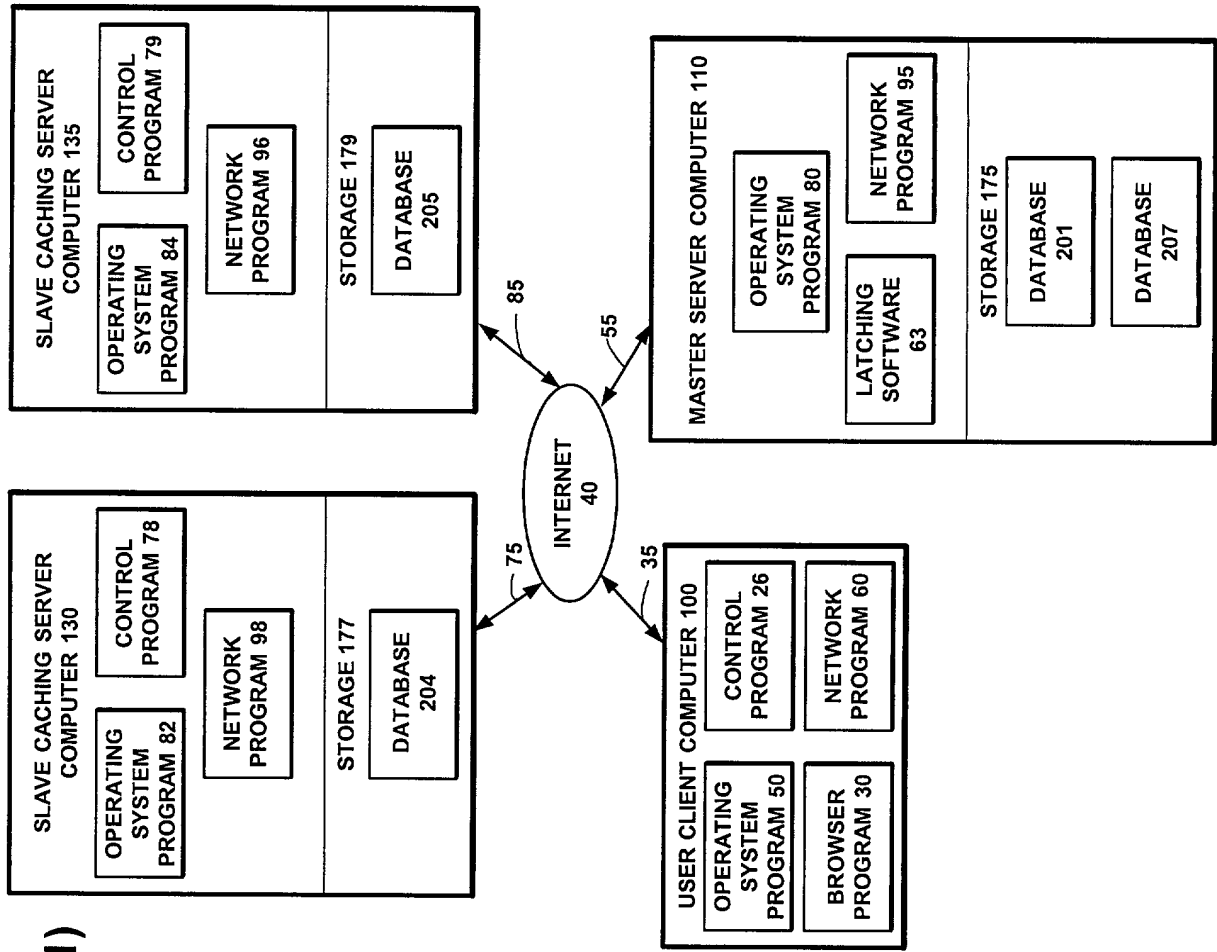 SLAVE CACHING SERVER
COMPUTER 130
OPERATING
SYSTEM
PROGRAM 82
CONTROL
PROGRAM 78
NETWORK
PROGRAM 98
STORAGE 177
DATABASE
204
SLAVE CACHING SERVER
COMPUTER 135
OPERATING
SYSTEM
PROGRAM 84
CONTROL
PROGRAM 79
NETWORK
PROGRAM 96
STORAGE 179
DATABASE
205
75
85
INTERNET
40
35
55
USER CLIENT COMPUTER 100
OPERATING
SYSTEM
PROGRAM 50
CONTROL
PROGRAM 26
BROWSER
PROGRAM 30
NETWORK
PROGRAM 60
MASTER SERVER COMPUTER 110
OPERATING
SYSTEM
PROGRAM 80
LATCHING
SOFTWARE
63
NETWORK
PROGRAM 95
STORAGE 175
DATABASE
201
DATABASE
207